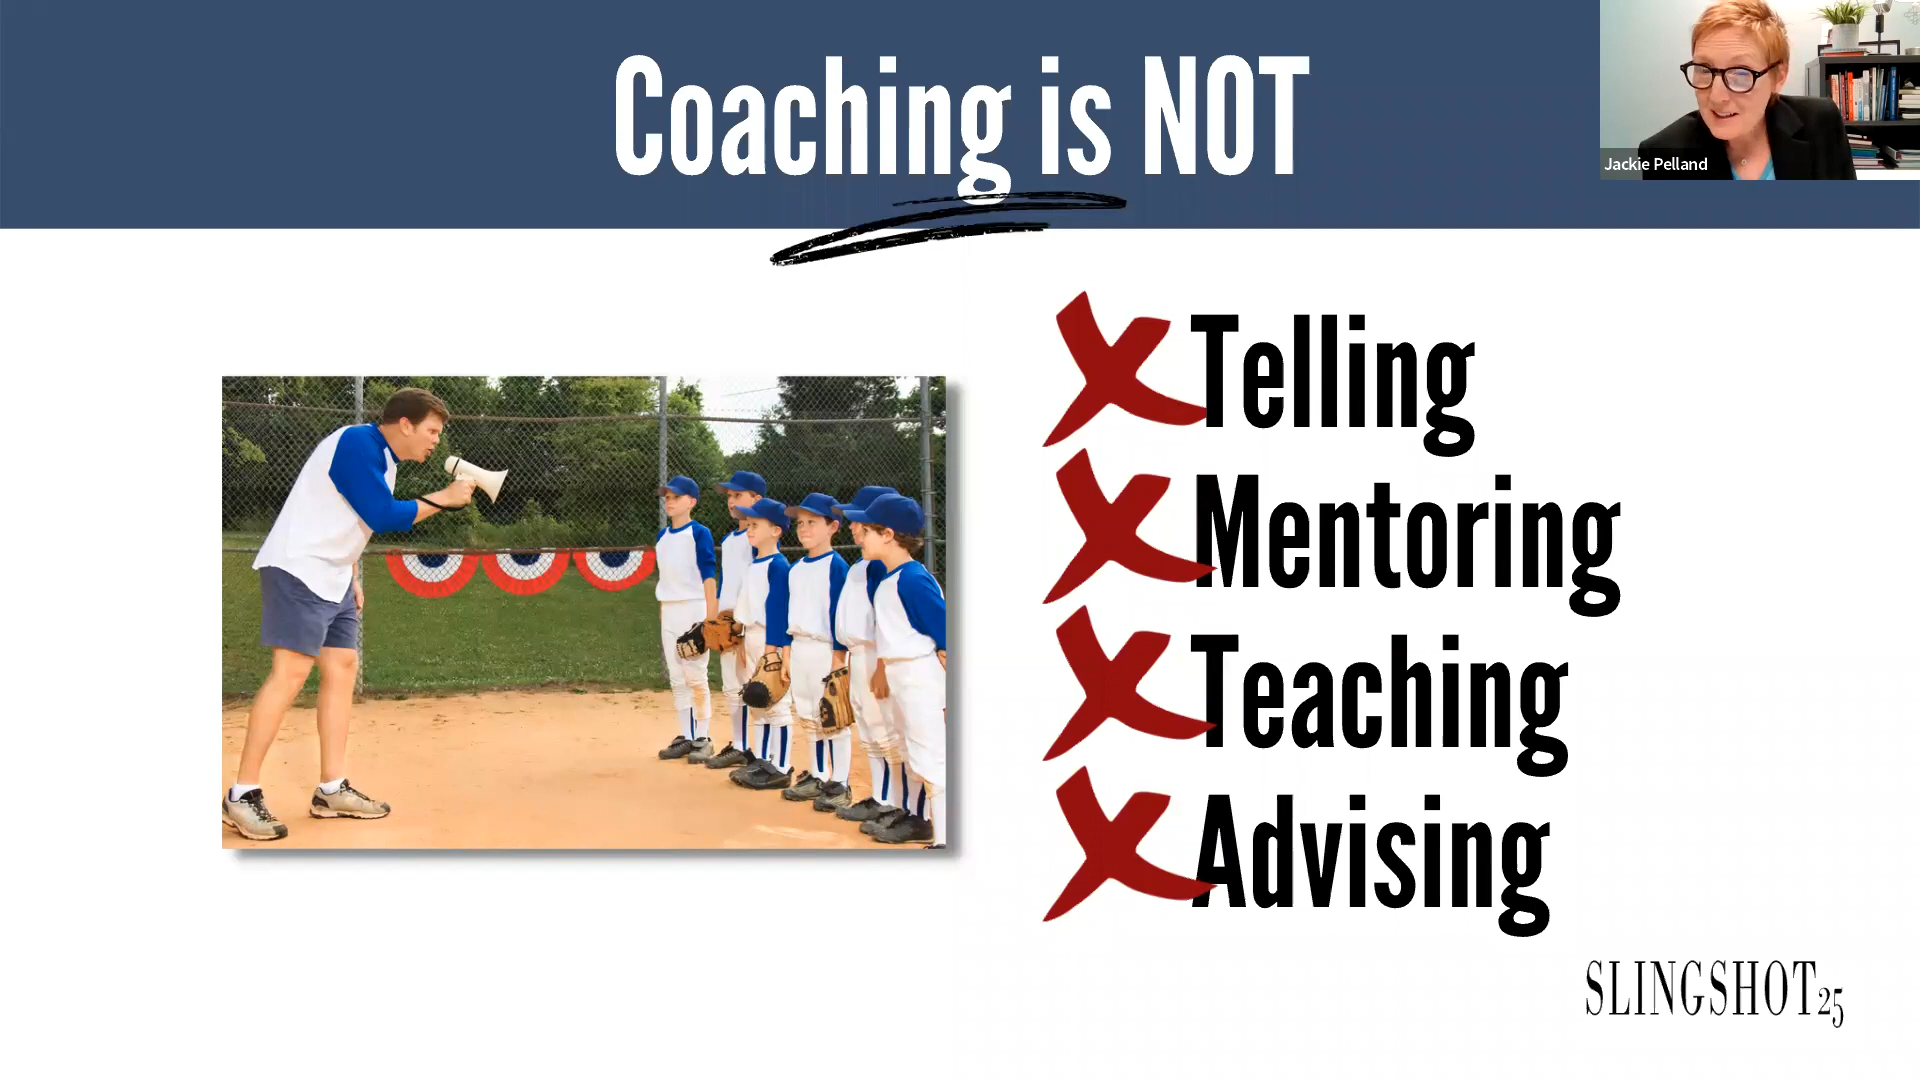 Coaching is NOT
Jackie Pelland
Telling
Mentoring
Teaching
Advising
SLINGSHOT25